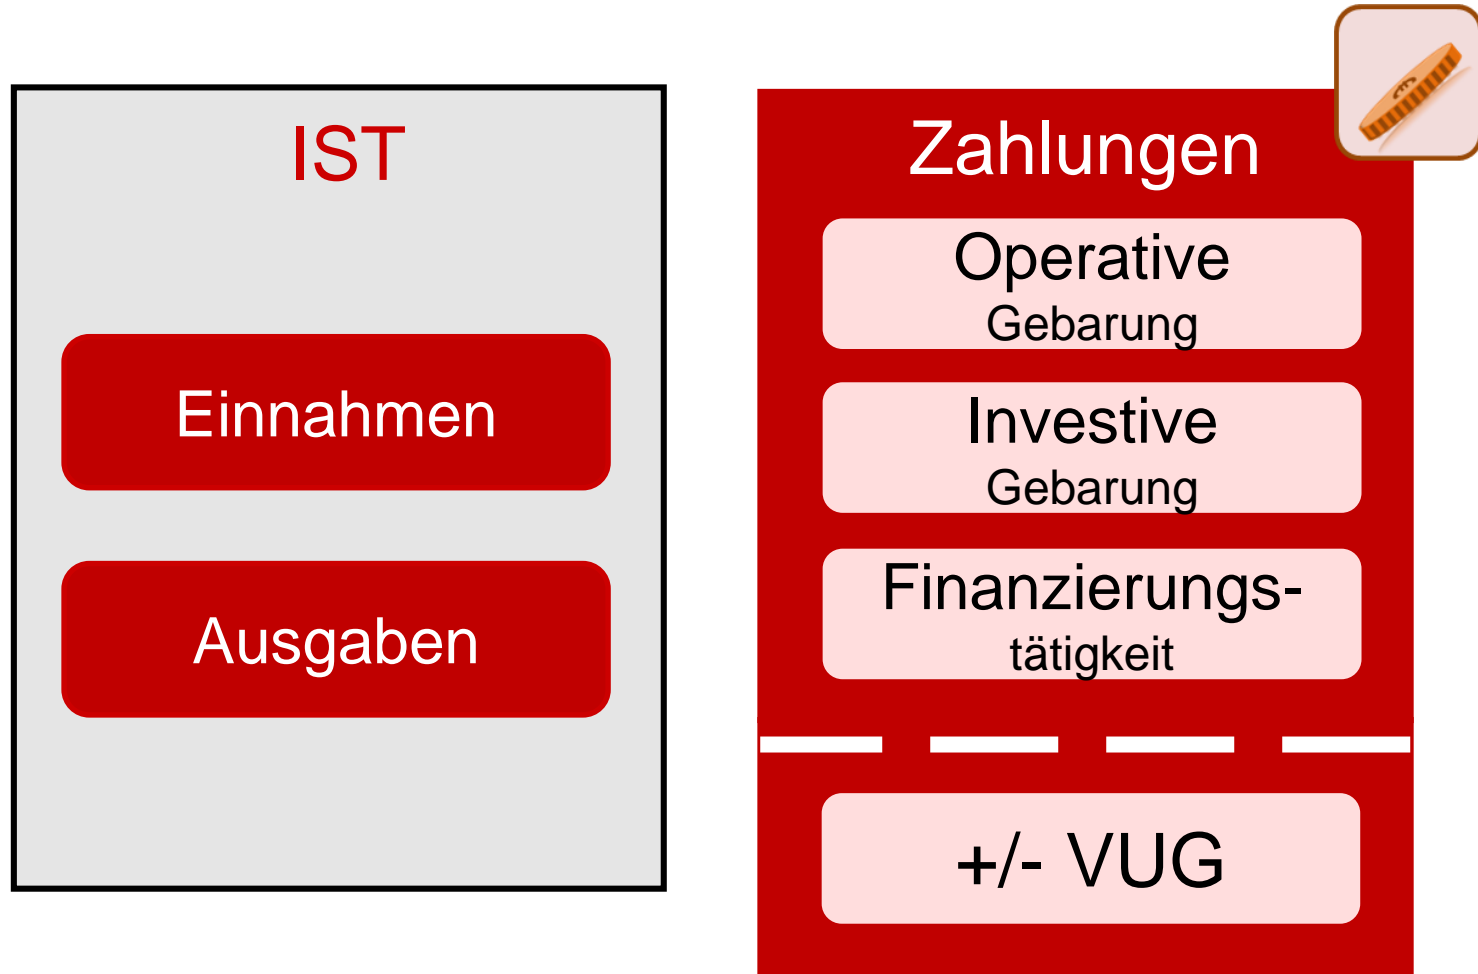 IST
Einnahmen
Ausgaben
Zahlungen
Operative
Gebarung
Investive
Gebarung
Finanzierungs-
tätigkeit
+/- VUG
€